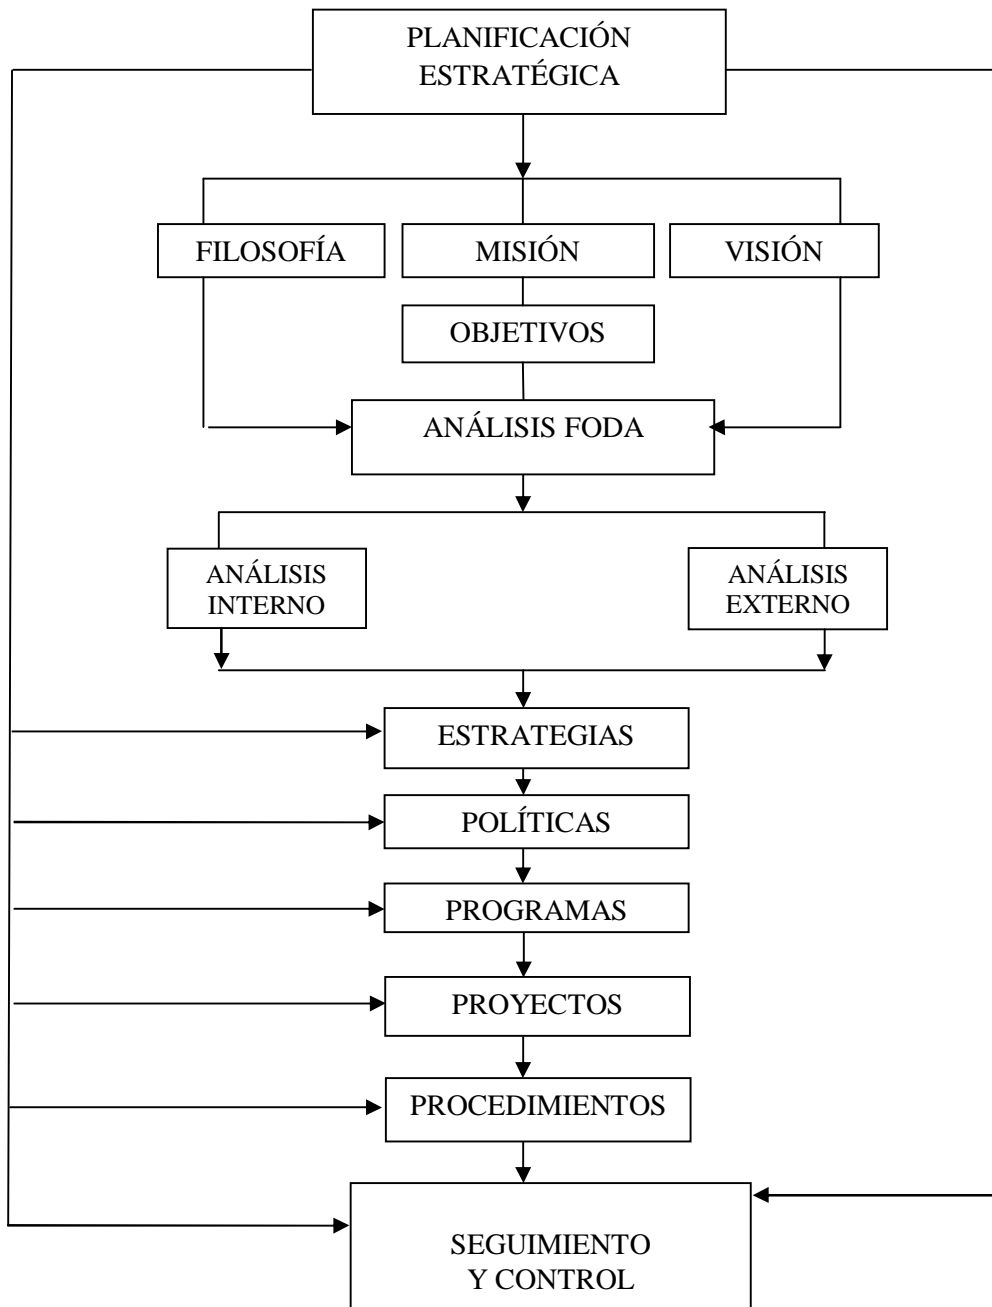 PLANIFICACIÓN
ESTRATÉGICA
FILOSOFÍA
MISIÓN
VISIÓN
OBJETIVOS
ANÁLISIS FODA
ANÁLISIS
INTERNO
ANÁLISIS
EXTERNO
ESTRATEGIAS
POLÍTICAS
PROGRAMAS
PROYECTOS
PROCEDIMIENTOS
SEGUIMIENTO
Y CONTROL